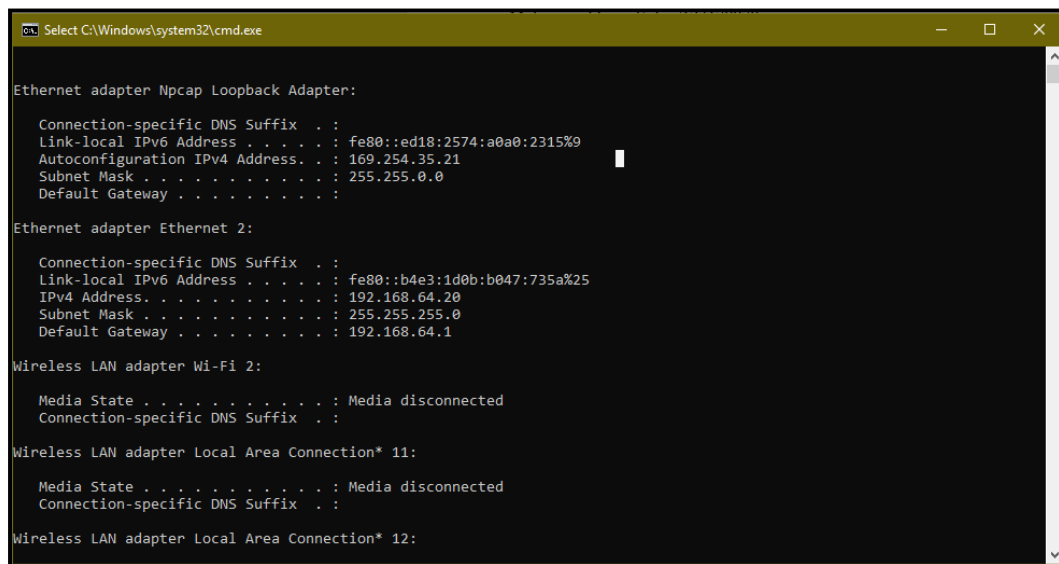 Select C:\Windows\system32\cmd.exe
Ethernet adapter Npcap Loopback Adapter:
Connection-specific DNS Suffix  . :
Link-local IPv6 Address . . . . . : fe80::ed18:2574:a0a0:2315%9
Autoconfiguration IPv4 Address. . : 169.254.35.21
Subnet Mask . . . . . . . . . . . : 255.255.0.0
Default Gateway . . . . . . . . . :
Ethernet adapter Ethernet 2:
Connection-specific DNS Suffix  . :
Link-local IPv6 Address . . . . . : fe80::b4e3:1d0b:b047:735a%25
IPv4 Address. . . . . . . . . . . : 192.168.64.20
Subnet Mask . . . . . . . . . . . : 255.255.255.0
Default Gateway . . . . . . . . . : 192.168.64.1
Wireless LAN adapter Wi-Fi 2:
Media State . . . . . . . . . . . : Media disconnected
Connection-specific DNS Suffix  . :
Wireless LAN adapter Local Area Connection* 11:
Media State . . . . . . . . . . . : Media disconnected
Connection-specific DNS Suffix  . :
Wireless LAN adapter Local Area Connection* 12: